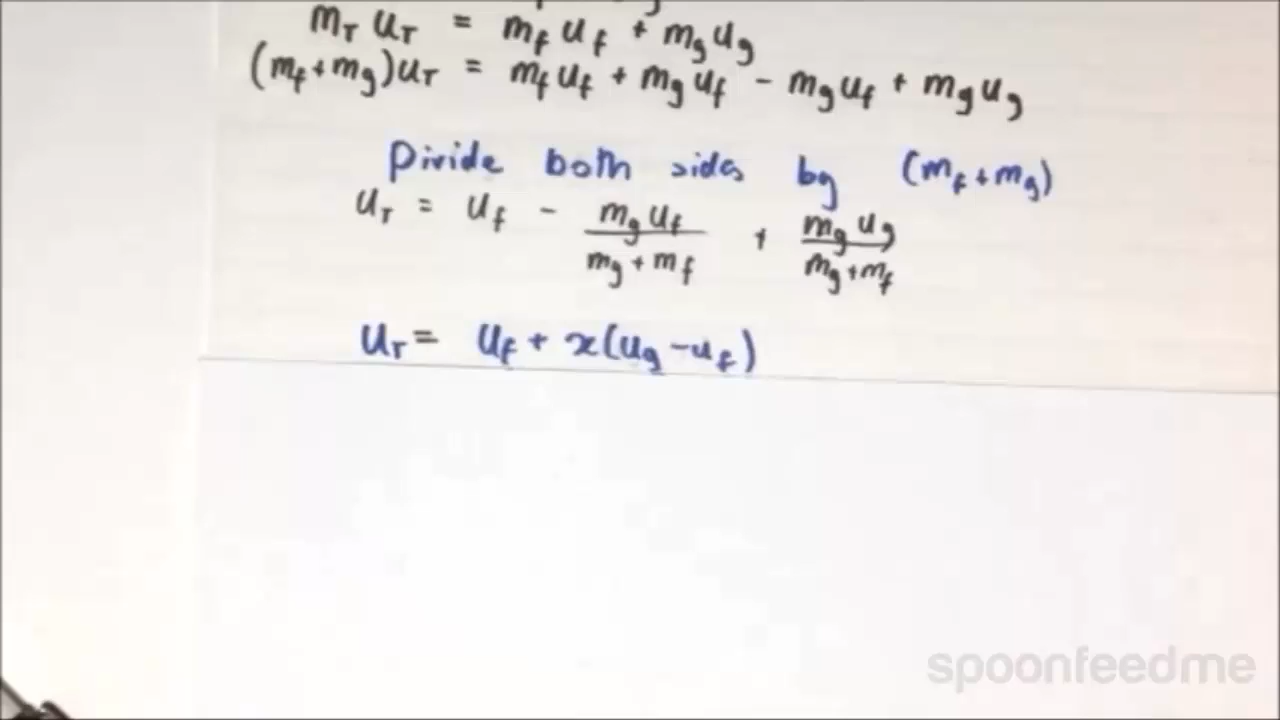 m_T u_T = m_f u_f + m_g u_g
(m_f + m_g) u_T = m_f u_f + m_g u_f - m_g u_f + m_g u_g
Divide both sides by (m_f + m_g)
u_T = u_f - m_g u_f / m_g + m_f + m_g u_g / m_g + m_f
u_T = u_f + x(u_g - u_f)
spoonfeedme